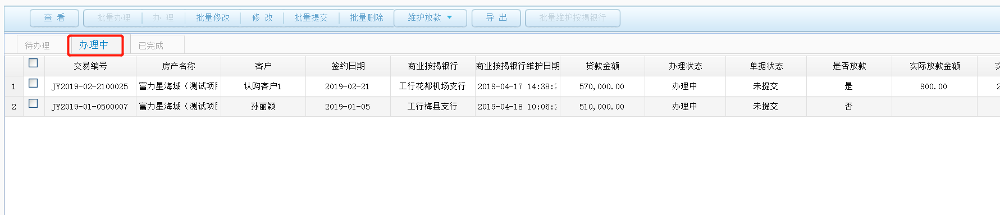 查 看 批量办理 办 理 批量修改 修 改 批量提交 批量删除 维护放款 导 出 批量维护按揭银行
待办理 办理中 已完成
交易编号 房产名称 客户 签约日期 商业按揭银行 商业按揭银行维护日期 贷款金额 办理状态 单据状态 是否放款 实际放款金额
1 JY2019-02-2100025 富力星海城（测试项目 认购客户1 2019-02-21 工行花都机场支行 2019-04-17 14:38:2 570,000.00 办理中 未提交 是 900.00 2
2 JY2019-01-0500007 富力星海城（测试项目 孙丽颖 2019-01-05 工行梅县支行 2019-04-18 10:06:2 510,000.00 办理中 未提交 否